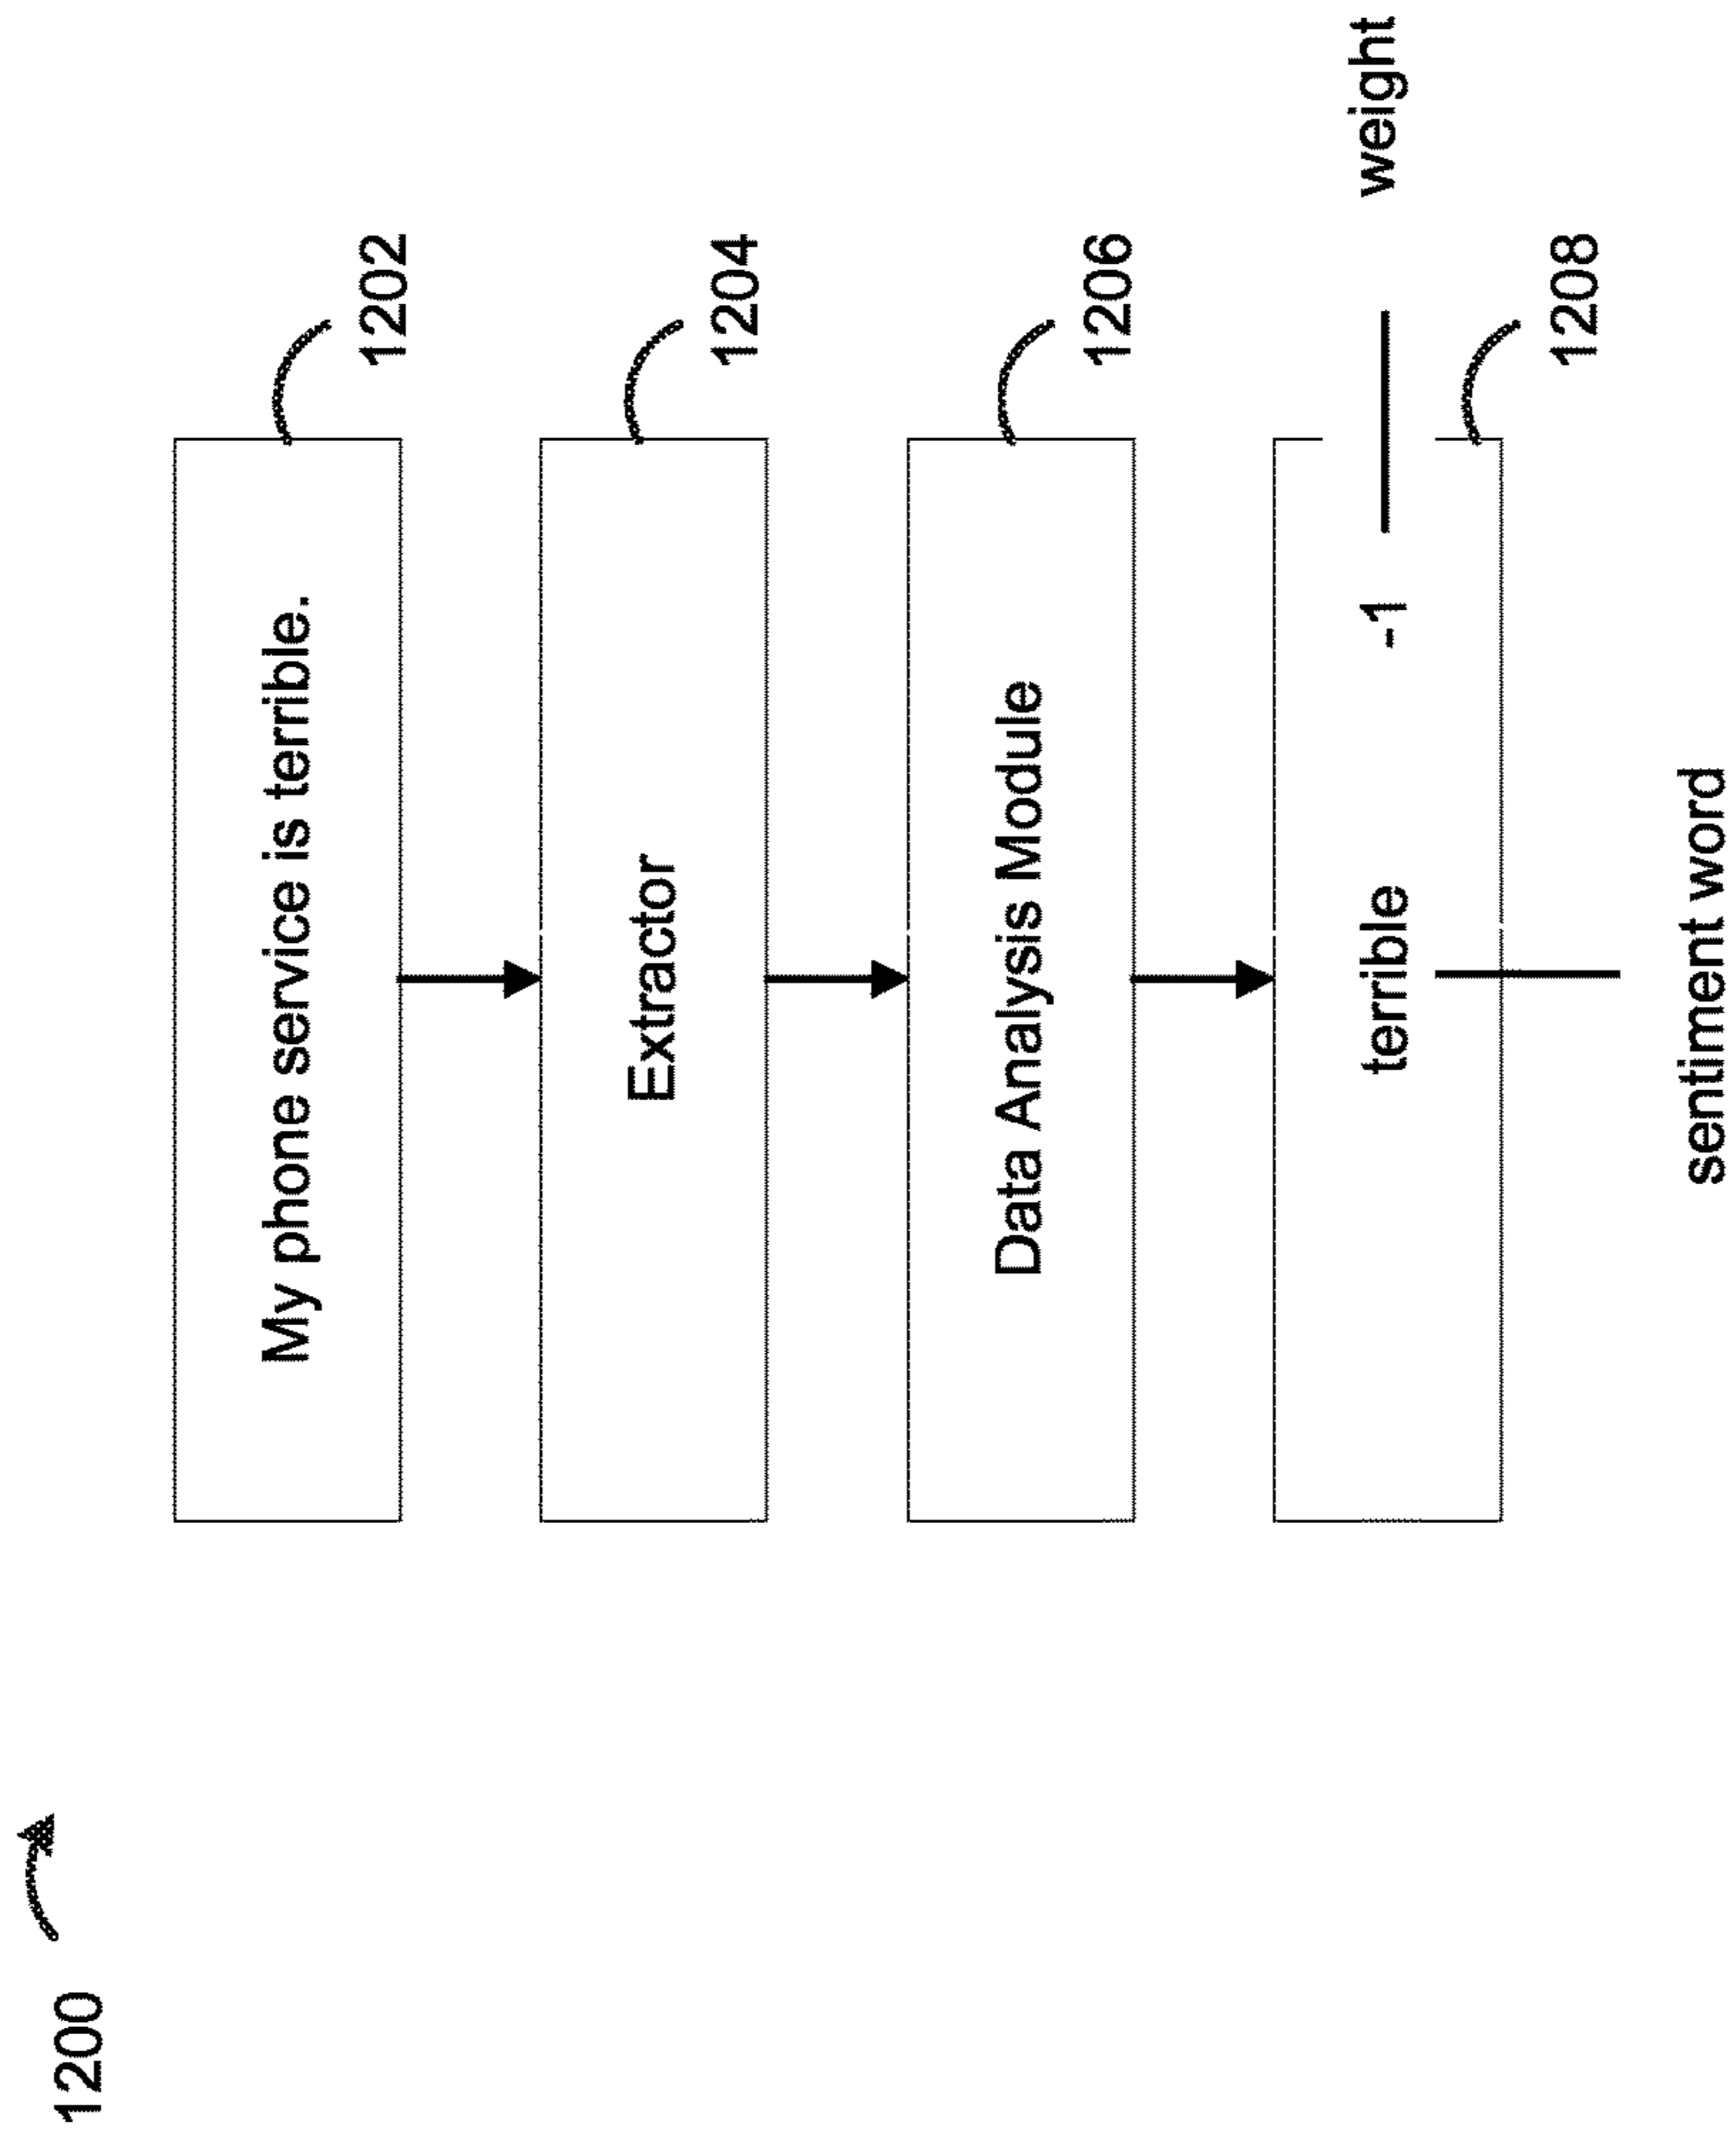 1200
My phone service is terrible.
1202
Extractor
1204
Data Analysis Module
1206
terrible -1 weight
1208
sentiment word